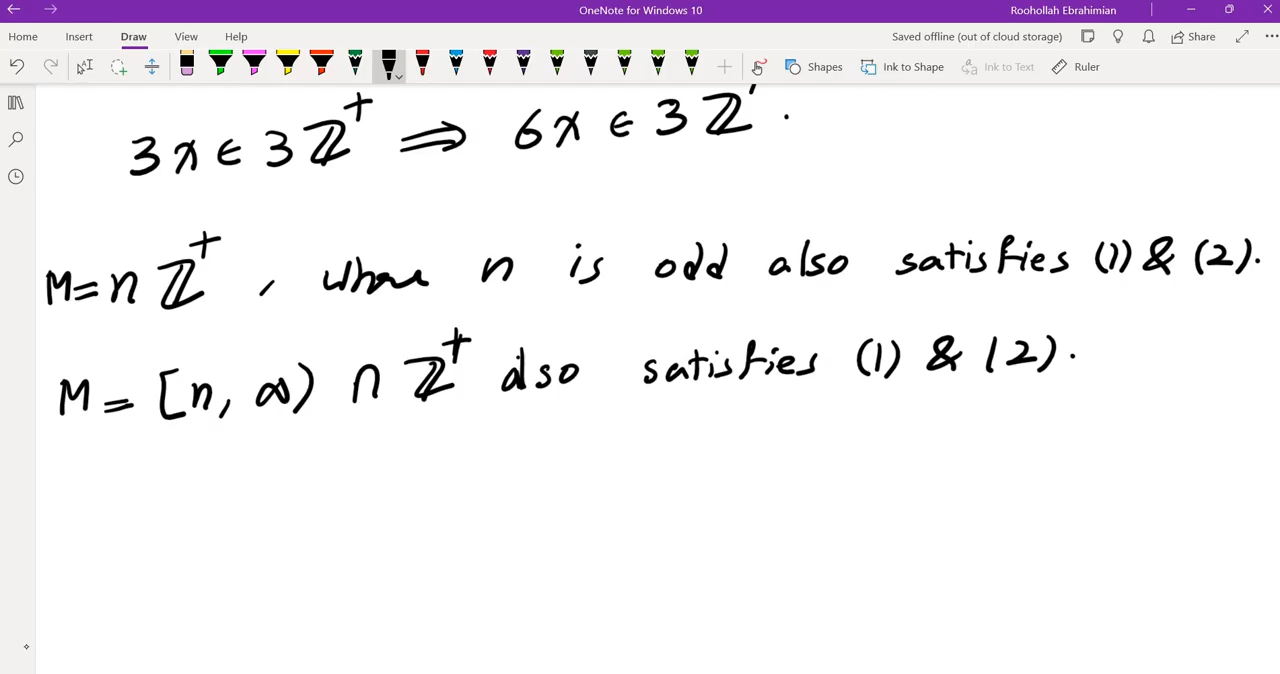 OneNote for Windows 10
Roohollah Ebrahimian
Home Insert Draw View Help
Saved offline (out of cloud storage)
Share
Shapes
Ink to Shape
Ink to Text
Ruler
3x ∈ 3ℤ⁺ ⟹ 6x ∈ 3ℤ⁺.
M=nℤ⁺, where n is odd also satisfies (1) & (2).
M = [n, ∞) ∩ ℤ⁺ also satisfies (1) & (2).